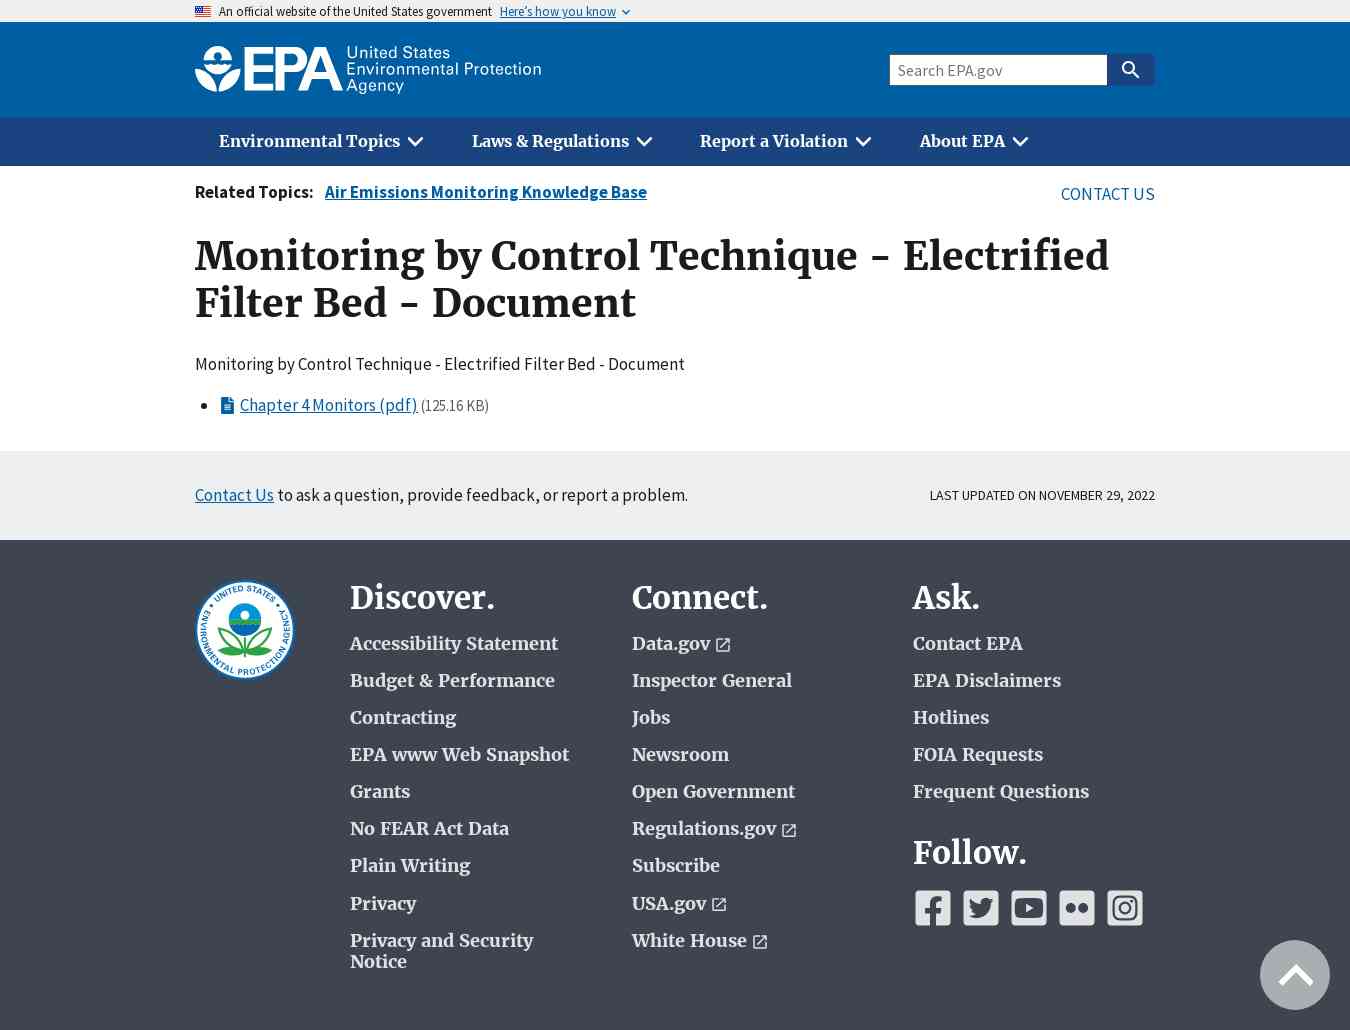 An official website of the United States government Here's how you know
EPA United States
Environmental Protection
Agency
Search EPA.gov
Environmental Topics Laws & Regulations Report a Violation About EPA
Related Topics: Air Emissions Monitoring Knowledge Base CONTACT US
Monitoring by Control Technique - Electrified
Filter Bed - Document
Monitoring by Control Technique - Electrified Filter Bed - Document
Chapter 4 Monitors (pdf) (125.16 KB)
Contact Us to ask a question, provide feedback, or report a problem. LAST UPDATED ON NOVEMBER 29, 2022
UNITED STATES
ENVIRONMENTAL PROTECTION AGENCY
Discover.
Accessibility Statement
Budget & Performance
Contracting
EPA www Web Snapshot
Grants
No FEAR Act Data
Plain Writing
Privacy
Privacy and Security
Notice
Connect.
Data.gov
Inspector General
Jobs
Newsroom
Open Government
Regulations.gov
Subscribe
USA.gov
White House
Ask.
Contact EPA
EPA Disclaimers
Hotlines
FOIA Requests
Frequent Questions
Follow.